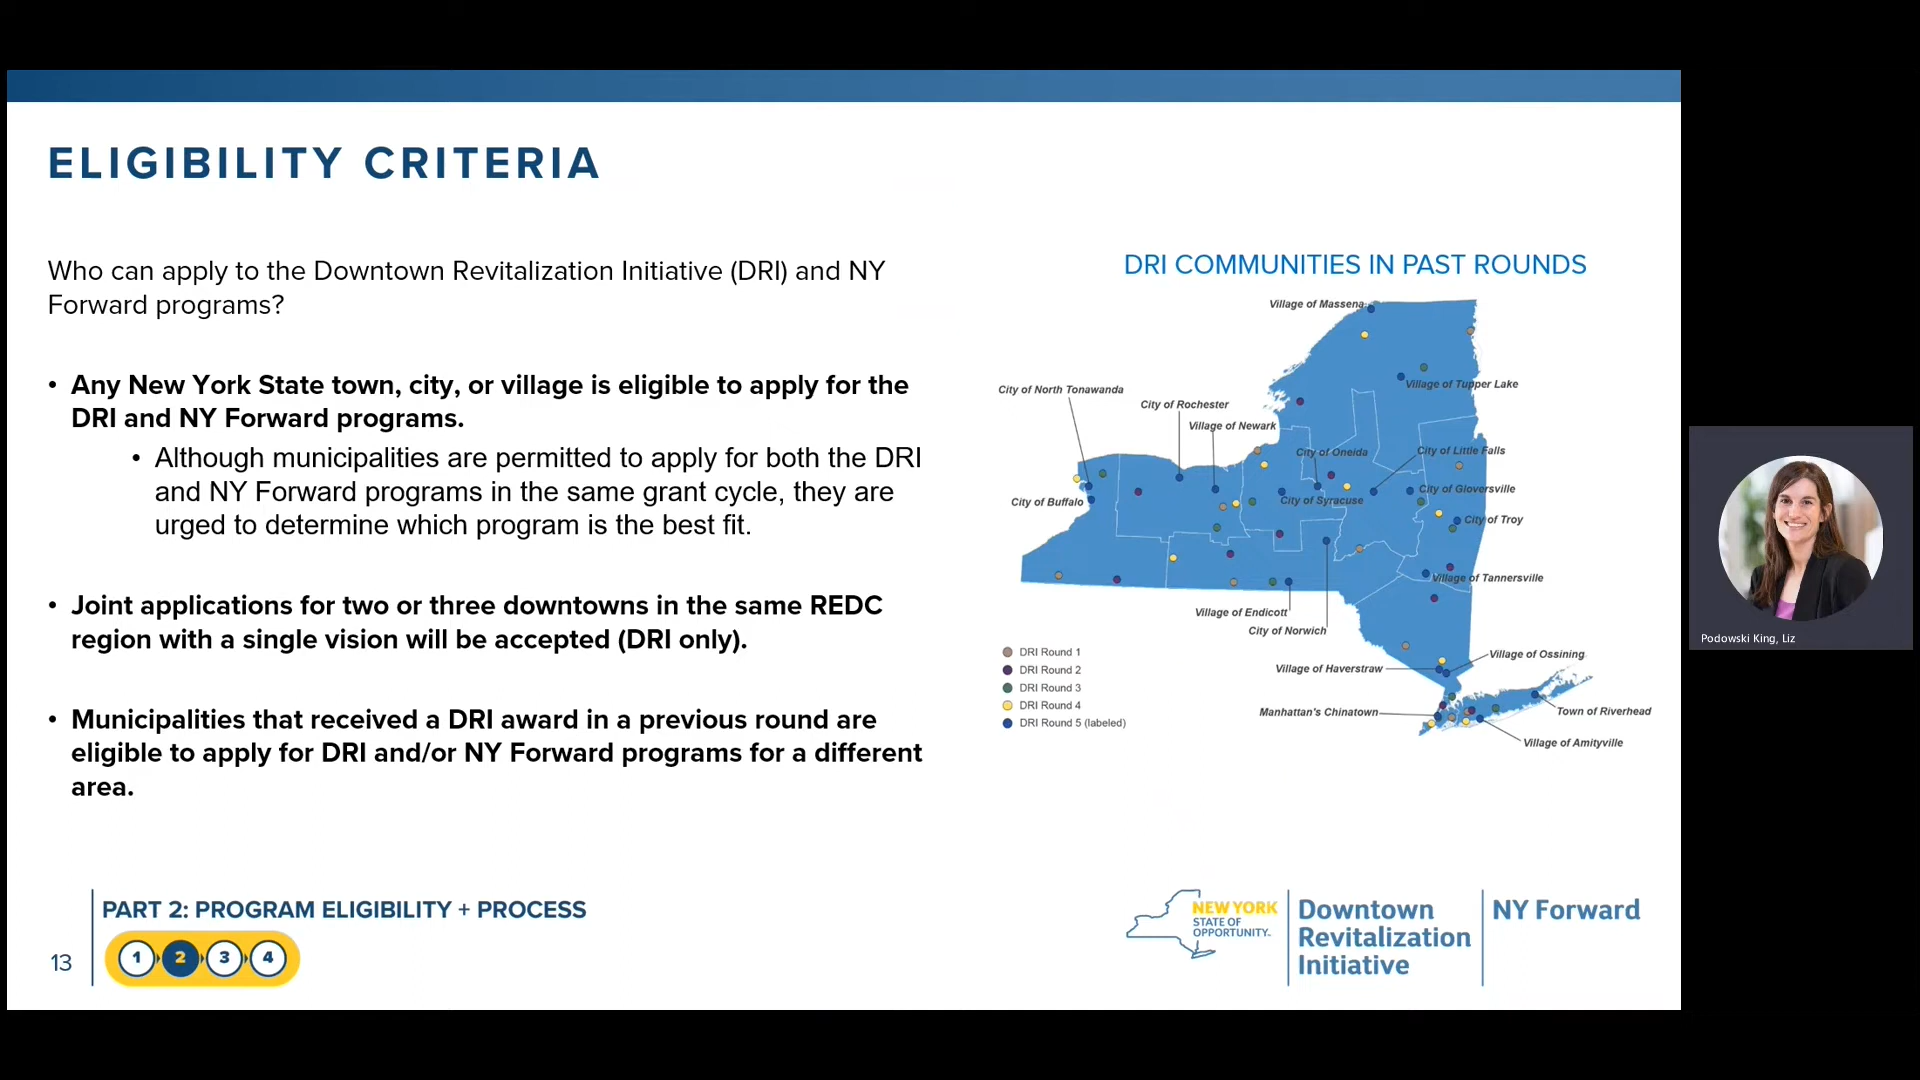 ELIGIBILITY CRITERIA
Who can apply to the Downtown Revitalization Initiative (DRI) and NY
Forward programs?
• Any New York State town, city, or village is eligible to apply for the
DRI and NY Forward programs.
• Although municipalities are permitted to apply for both the DRI
and NY Forward programs in the same grant cycle, they are
urged to determine which program is the best fit.
• Joint applications for two or three downtowns in the same REDC
region with a single vision will be accepted (DRI only).
• Municipalities that received a DRI award in a previous round are
eligible to apply for DRI and/or NY Forward programs for a different
area.
DRI COMMUNITIES IN PAST ROUNDS
Village of Massena
Village of Tupper Lake
City of North Tonawanda
City of Rochester
Village of Newark
City of Oneida
City of Little Falls
City of Buffalo
City of Syracuse
City of Gloversville
City of Troy
Village of Tannersville
Village of Endicott
City of Norwich
Village of Haverstraw
Village of Ossining
Manhattan's Chinatown
Town of Riverhead
Village of Amityville
DRI Round 1
DRI Round 2
DRI Round 3
DRI Round 4
DRI Round 5 (labeled)
Podowski King, Liz
13
PART 2: PROGRAM ELIGIBILITY + PROCESS
1 2 3 4
NEW YORK
STATE OF
OPPORTUNITY.
Downtown
Revitalization
Initiative
NY Forward